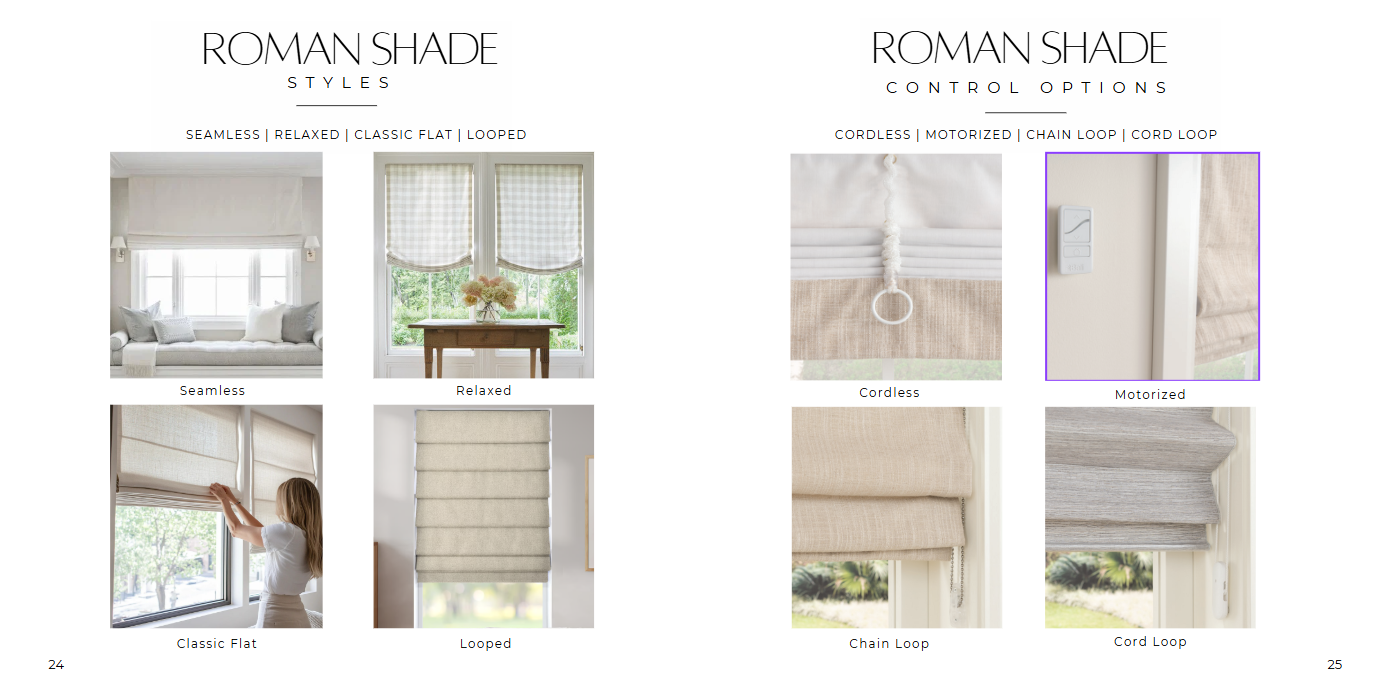 ROMAN SHADE
STYLES
SEAMLESS | RELAXED | CLASSIC FLAT | LOOPED
Seamless
Relaxed
Classic Flat
Looped
24
ROMAN SHADE
CONTROL OPTIONS
CORDLESS | MOTORIZED | CHAIN LOOP | CORD LOOP
Cordless
Motorized
Chain Loop
Cord Loop
25